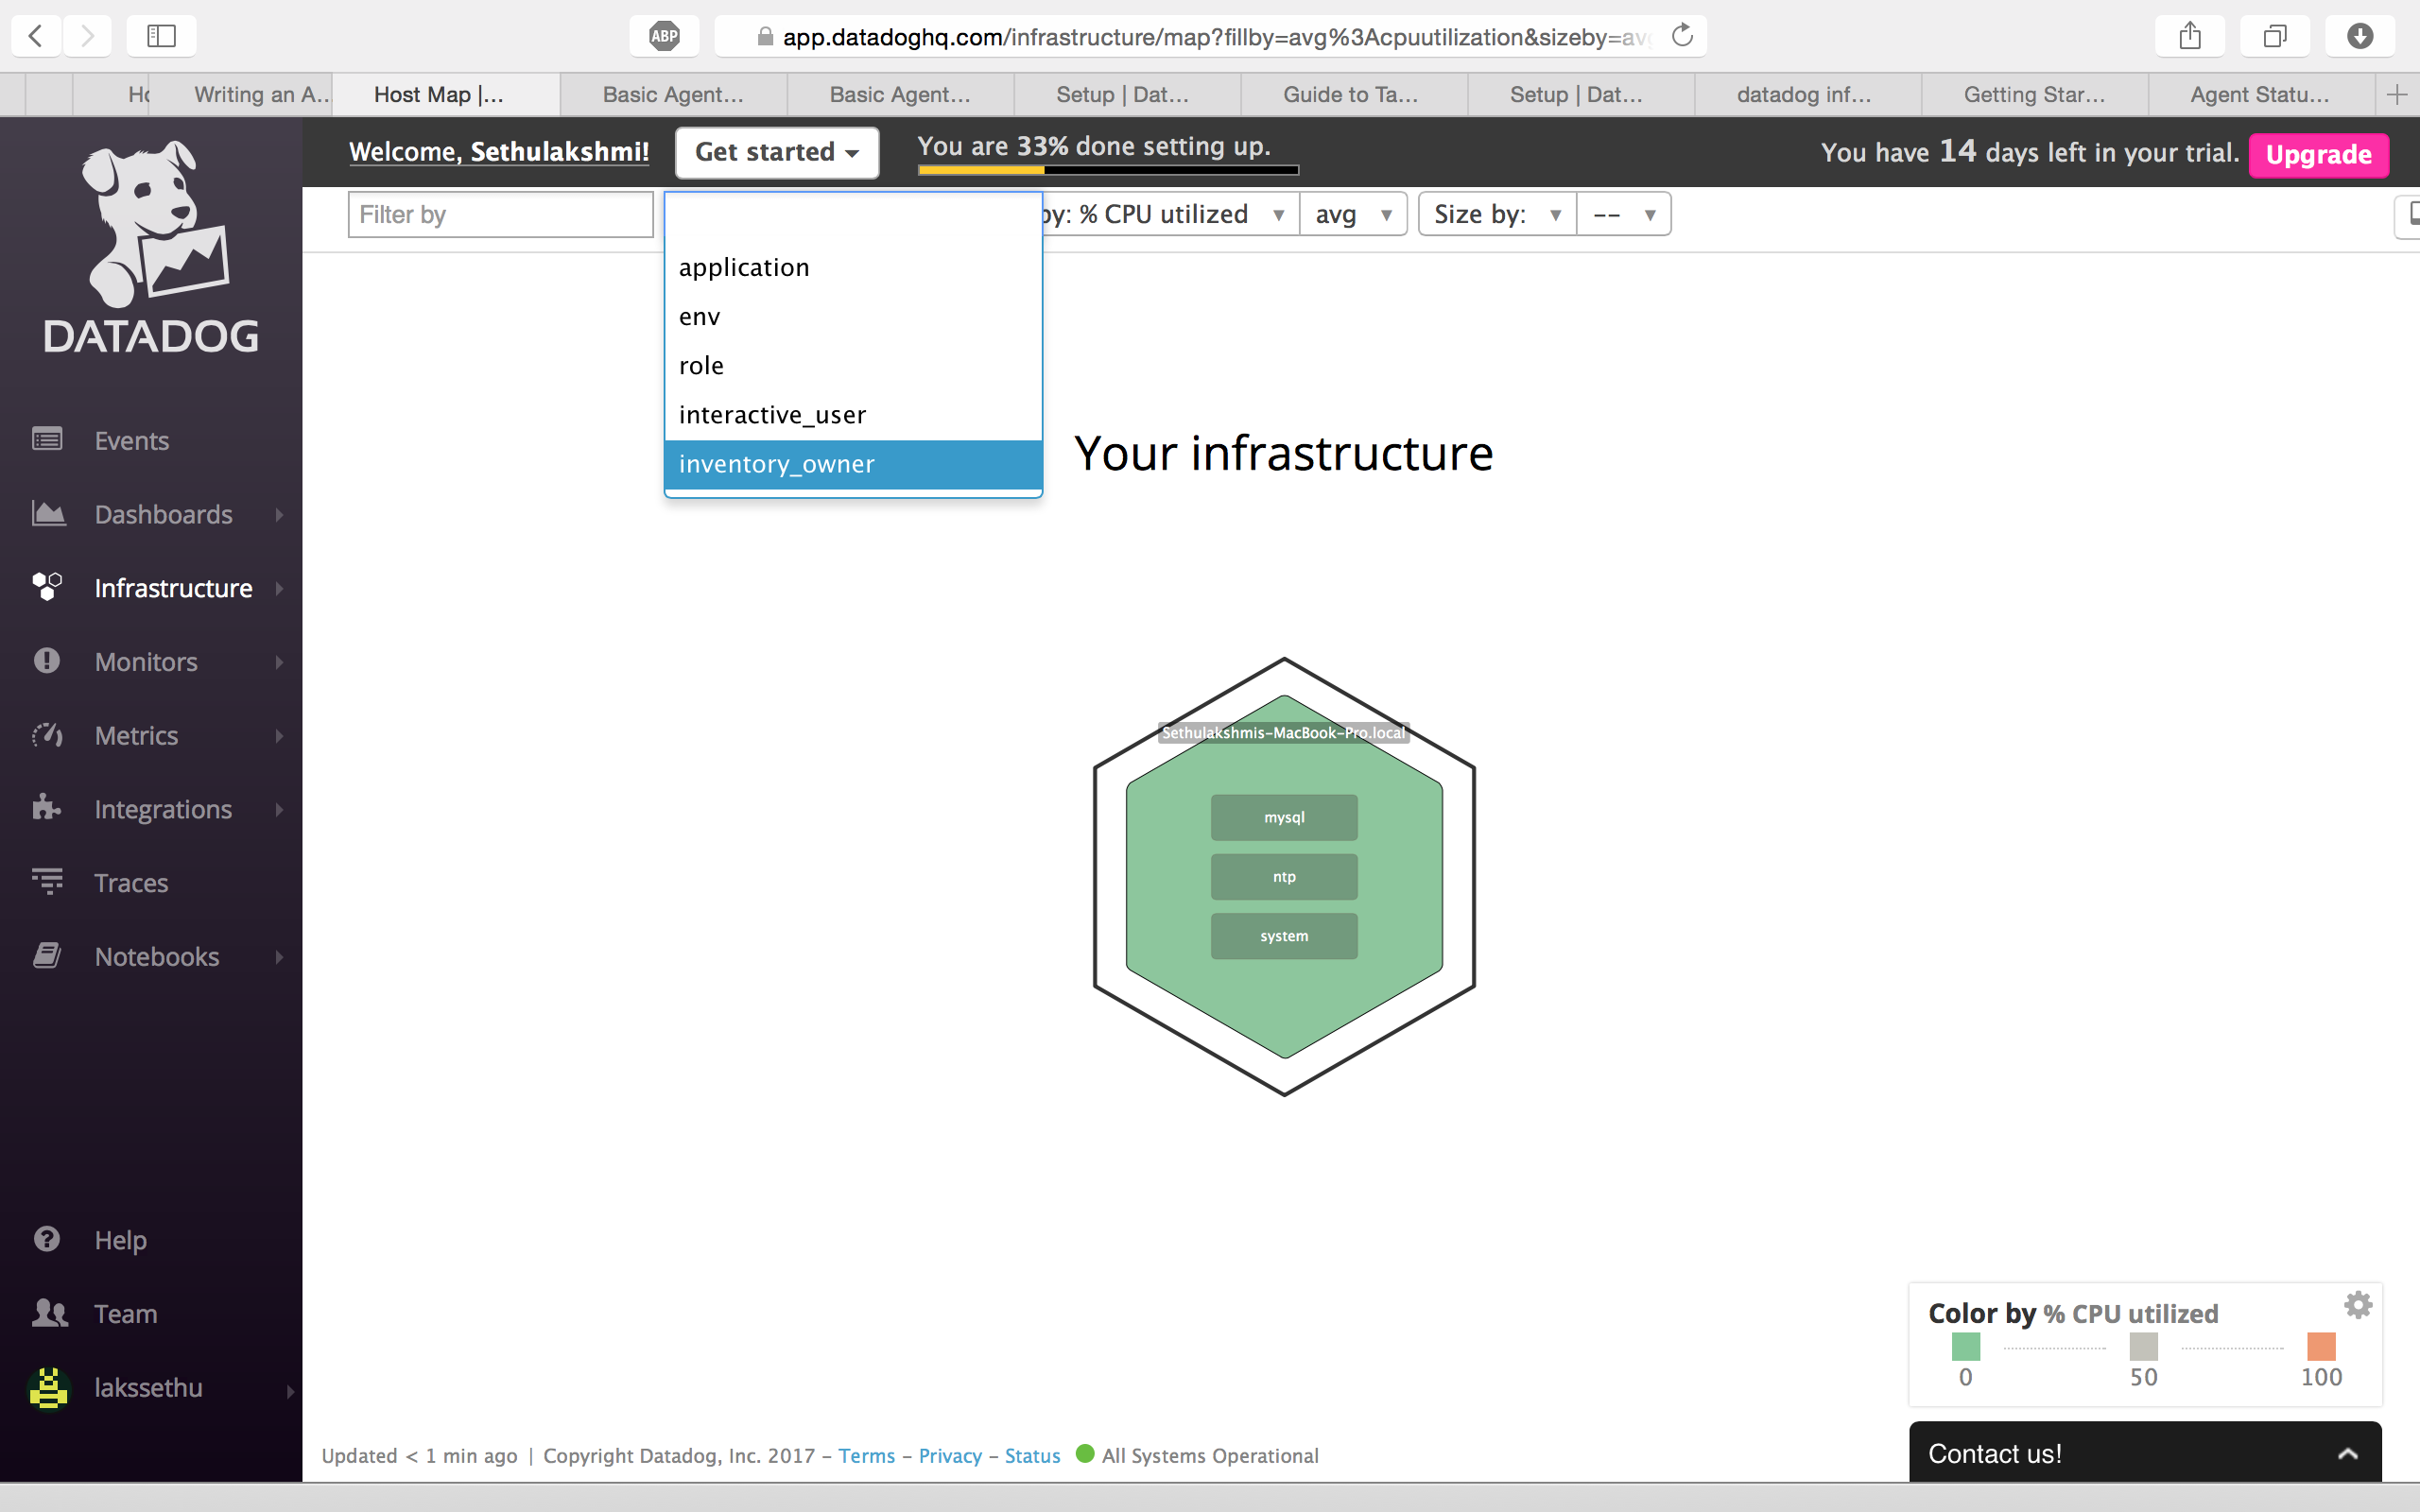 ABP
app.datadoghq.com/infrastructure/map?fillby=avg%3Acpuutilization&sizeby=avg
Ho
Writing an A...
Host Map |...
Basic Agent...
Basic Agent...
Setup | Dat...
Guide to Ta...
Setup | Dat...
datadog inf...
Getting Star...
Agent Statu...
Welcome, Sethulakshmi!
Get started
You are 33% done setting up.
You have 14 days left in your trial.
Upgrade
DATADOG
Filter by
by: % CPU utilized
avg
Size by:
--
application
env
role
interactive_user
inventory_owner
Events
Dashboards
Infrastructure
Monitors
Metrics
Integrations
Traces
Notebooks
Help
Team
lakssethu
Your infrastructure
Sethulakshmis-MacBook-Pro.local
mysql
ntp
system
Color by % CPU utilized
0
50
100
Updated < 1 min ago | Copyright Datadog, Inc. 2017 - Terms - Privacy - Status All Systems Operational
Contact us!